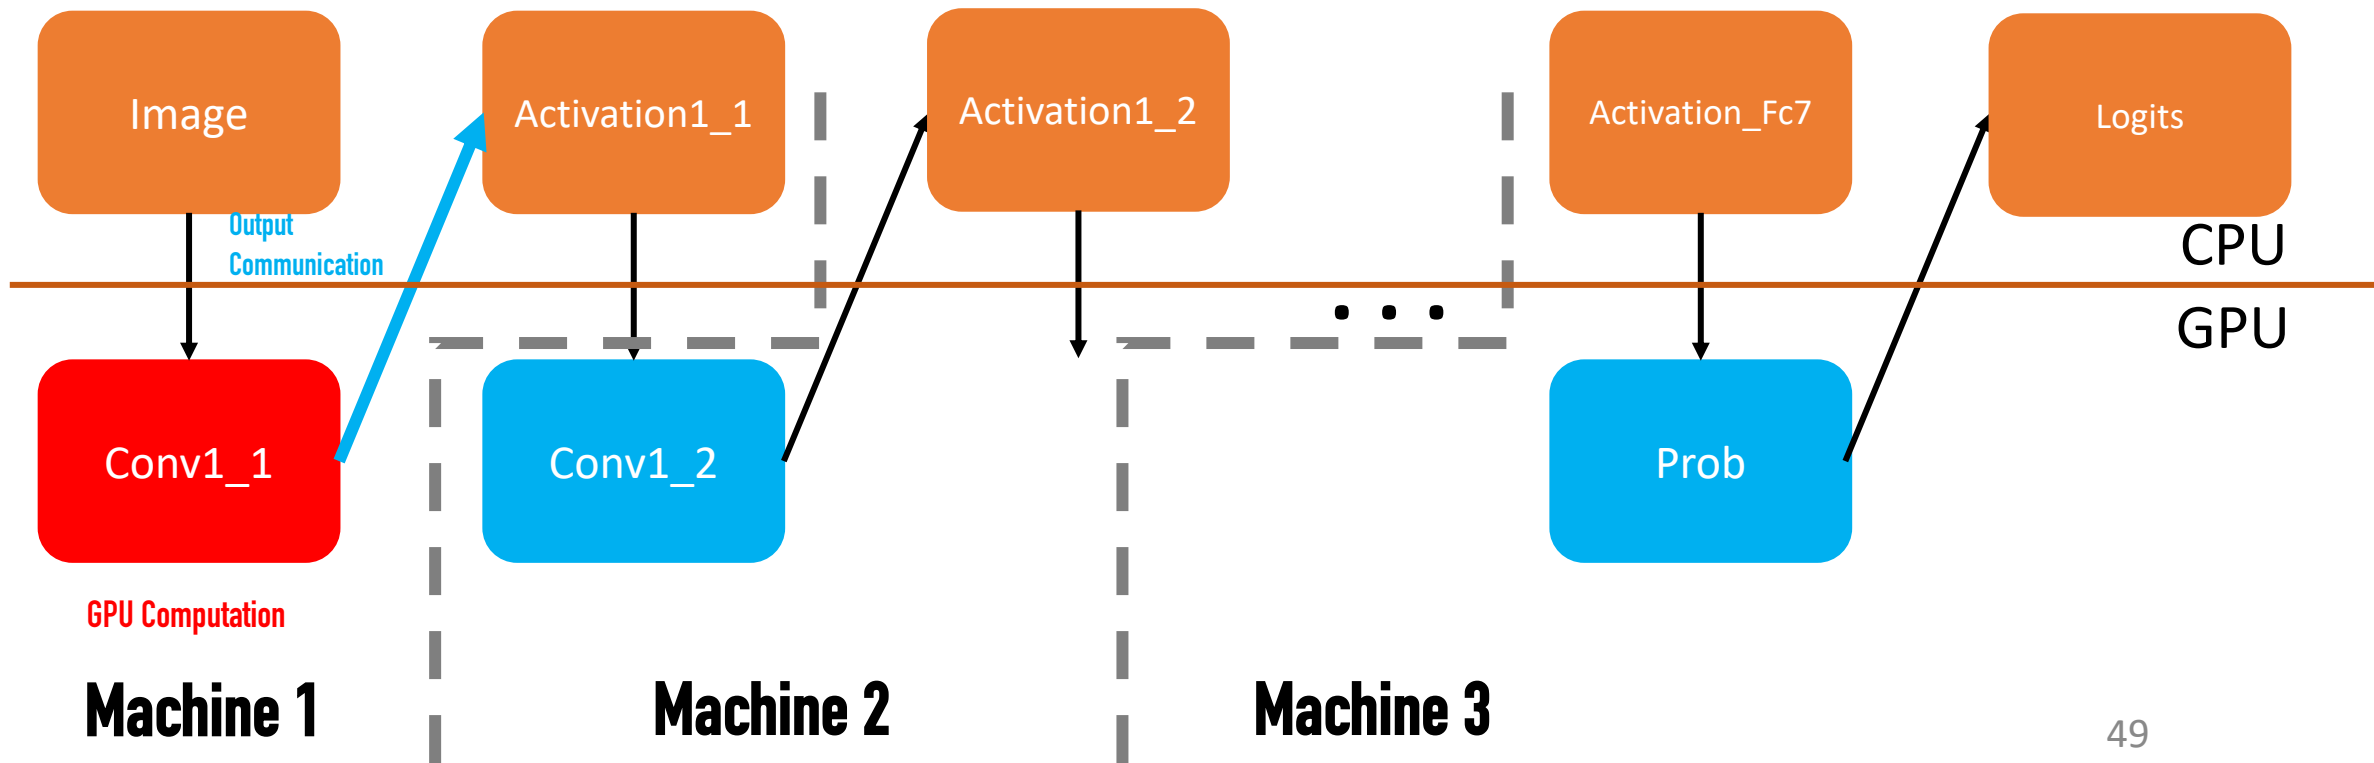 Image
Activation1_1
Activation1_2
Activation_Fc7
Logits
Output
Communication
CPU
GPU
...
Conv1_1
Conv1_2
Prob
GPU Computation
Machine 1
Machine 2
Machine 3
49